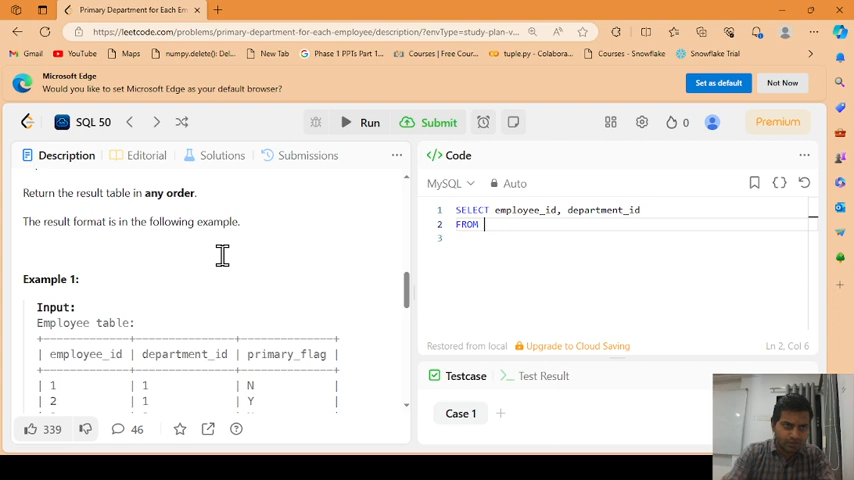 Primary Department for Each Em
https://leetcode.com/problems/primary-department-for-each-employee/description/?envType=study-plan-v...
Gmail YouTube Maps numpy.delete(): Del... New Tab Phase 1 PPTs Part 1... Courses | Free Cour... tuple.py - Colabora... Courses - Snowflake Snowflake Trial
Microsoft Edge
Would you like to set Microsoft Edge as your default browser?
Set as default Not Now
SQL 50 Run Submit 0 Premium
Description Editorial Solutions Submissions
Return the result table in any order.
The result format is in the following example.
Example 1:
Input:
Employee table:
+-------------+---------------+--------------+
| employee_id | department_id | primary_flag |
+-------------+---------------+--------------+
| 1 | 1 | N |
| 2 | 1 | Y |
339 46
</> Code
MySQL Auto
1 SELECT employee_id, department_id
2 FROM
3
Restored from local Upgrade to Cloud Saving Ln 2, Col 6
Testcase >_ Test Result
Case 1 +